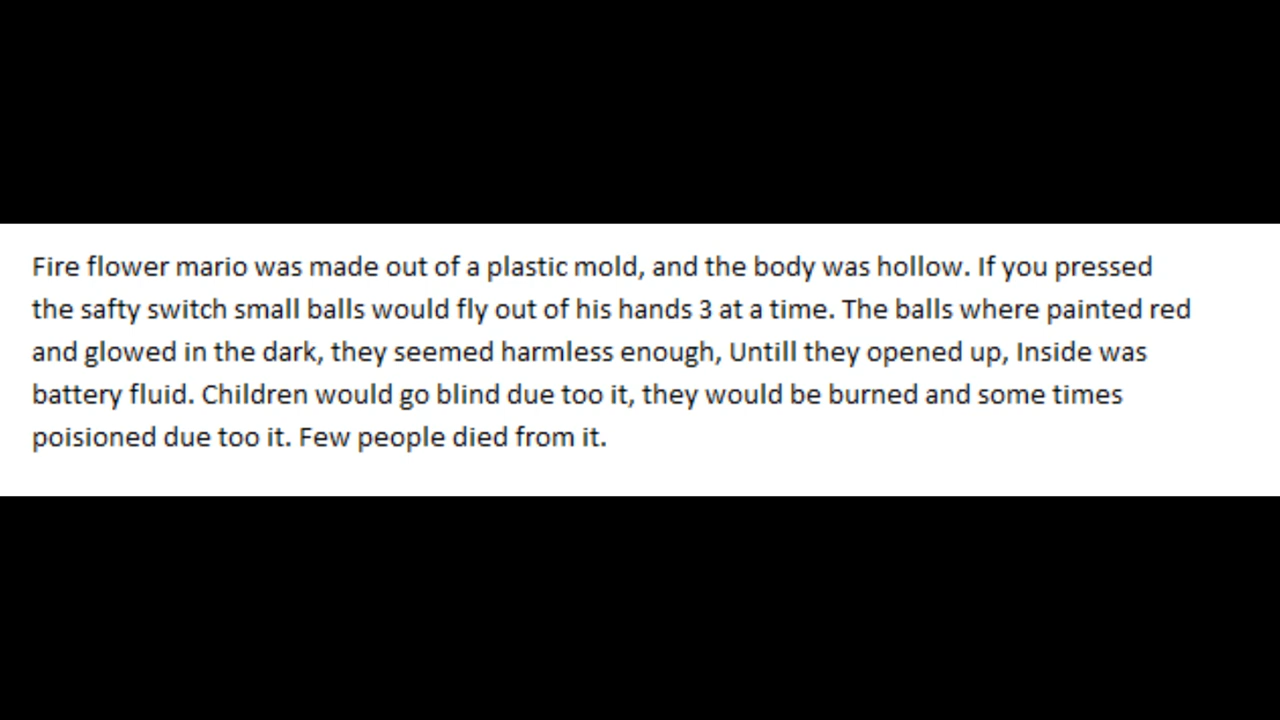 Fire flower mario was made out of a plastic mold, and the body was hollow. If you pressed
the safty switch small balls would fly out of his hands 3 at a time. The balls where painted red
and glowed in the dark, they seemed harmless enough, Untill they opened up, Inside was
battery fluid. Children would go blind due too it, they would be burned and some times
poisioned due too it. Few people died from it.